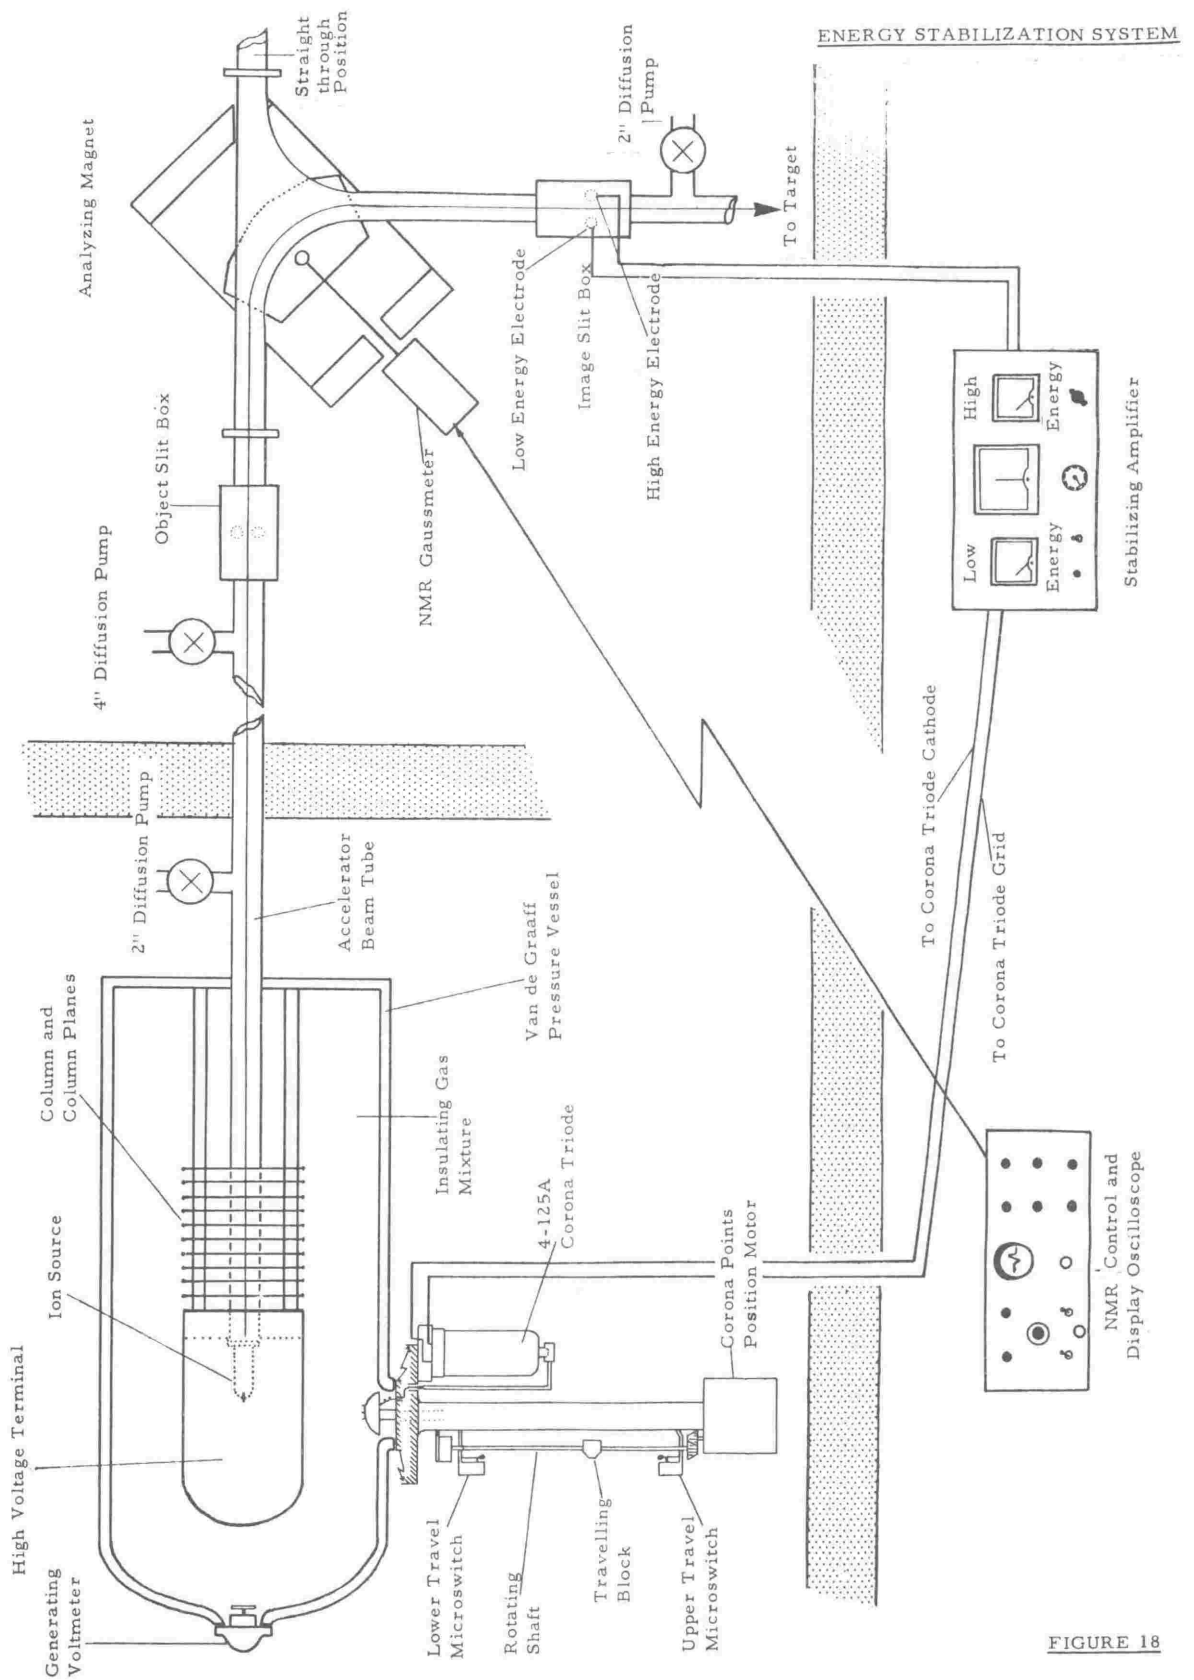 ENERGY STABILIZATION SYSTEM
Straight
through
Position
Analyzing Magnet
2" Diffusion
Pump
To Target
Object Slit Box
4" Diffusion Pump
NMR Gaussmeter
Low Energy Electrode
Image Slit Box
High Energy Electrode
High
Energy
Low
Energy
Stabilizing Amplifier
2" Diffusion Pump
Accelerator
Beam Tube
Van de Graaff
Pressure Vessel
Column and
Column Planes
Insulating Gas
Mixture
Ion Source
4-125A
Corona Triode
Corona Points
Position Motor
To Corona Triode Cathode
To Corona Triode Grid
NMR Control and
Display Oscilloscope
High Voltage Terminal
Generating
Voltmeter
Lower Travel
Microswitch
Rotating
Shaft
Travelling
Block
Upper Travel
Microswitch
FIGURE 18